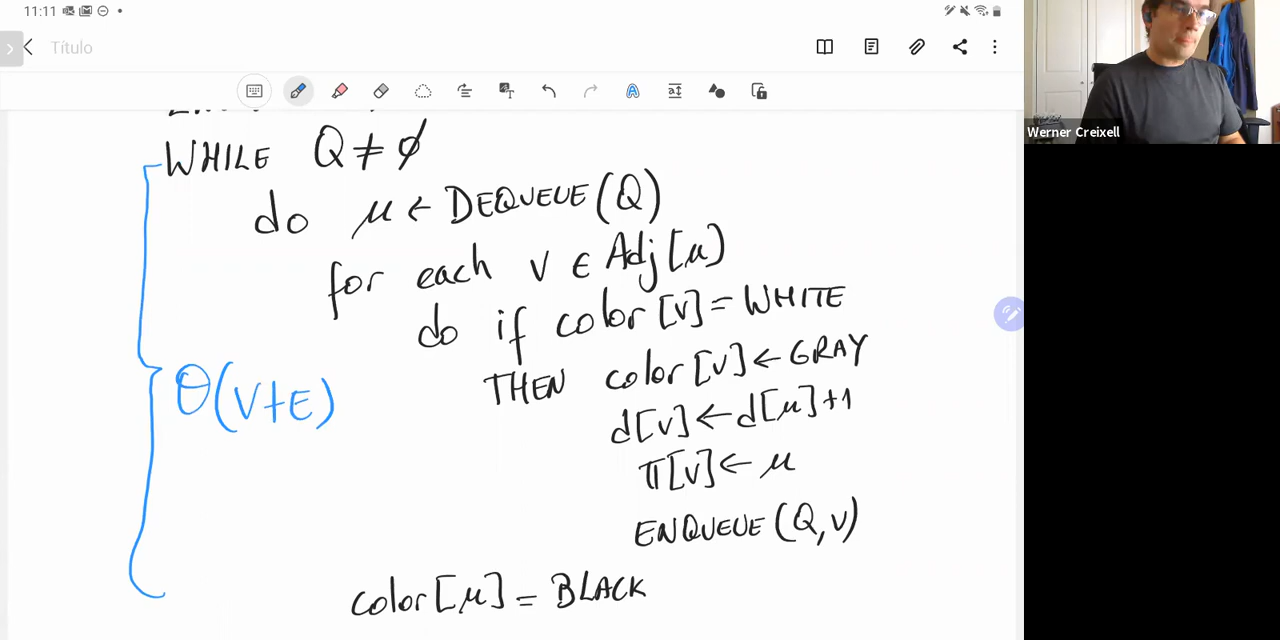 11:11
Título
WHILE Q ≠ ∅
do μ ← DEQUEUE(Q)
for each v ∈ Adj[μ]
do if color[v] = WHITE
THEN color[v] ← GRAY
d[v] ← d[μ]+1
π[v] ← μ
ENQUEUE(Q,v)
color[μ] = BLACK
Θ(V+E)
Werner Creixell